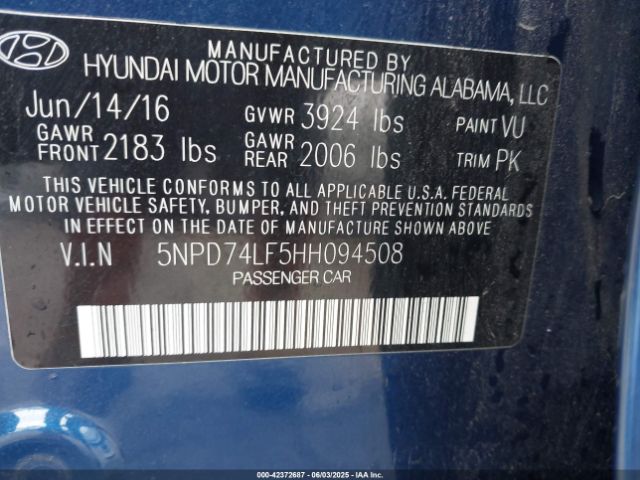 MANUFACTURED BY
HYUNDAI MOTOR MANUFACTURING ALABAMA, LLC
Jun/14/16 GVWR 3924 lbs PAINT VU
GAWR FRONT 2183 lbs GAWR REAR 2006 lbs TRIM PK
THIS VEHICLE CONFORMS TO ALL APPLICABLE U.S.A. FEDERAL
MOTOR VEHICLE SAFETY, BUMPER, AND THEFT PREVENTION STANDARDS
IN EFFECT ON THE DATE OF MANUFACTURE SHOWN ABOVE.
V.I.N 5NPD74LF5HH094508
PASSENGER CAR
000-42372687 - 06/03/2025 - IAAI.COM